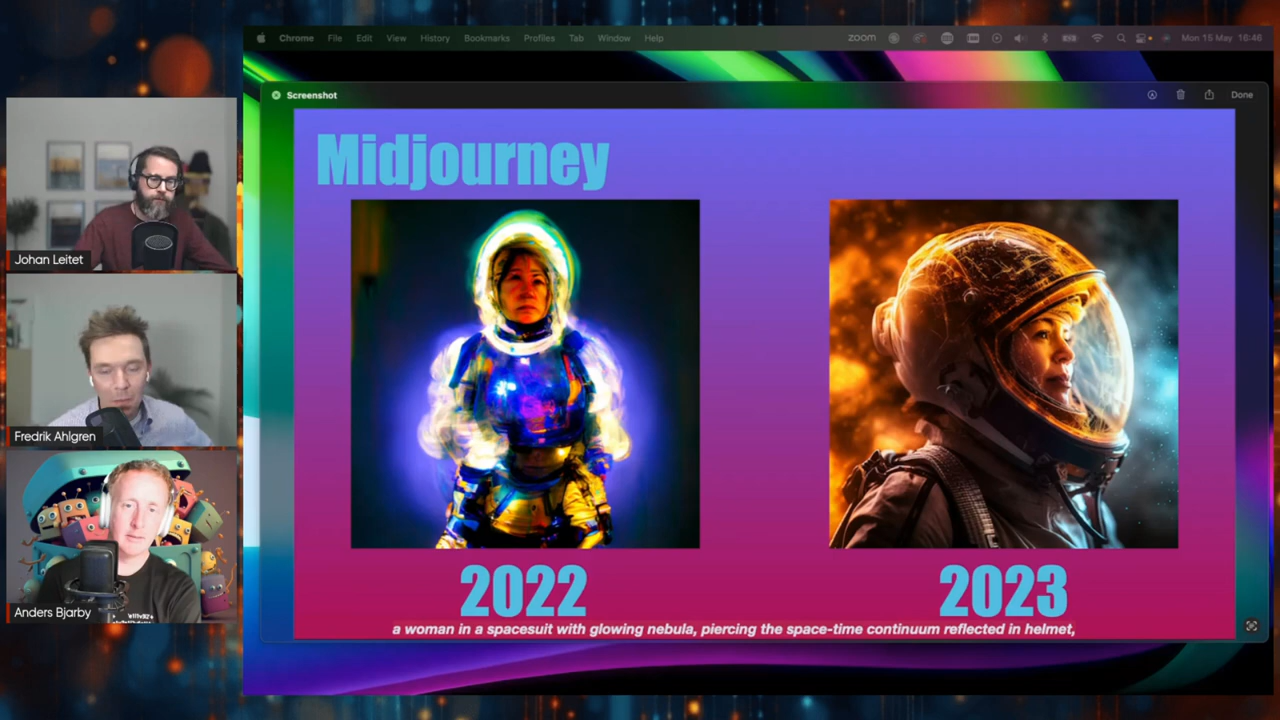 Chrome File Edit View History Bookmarks Profiles Tab Window Help
zoom
Mon 15 May 16:46
Screenshot
Done
Midjourney
2022
2023
a woman in a spacesuit with glowing nebula, piercing the space-time continuum reflected in helmet,
Johan Leitet
Fredrik Ahlgren
Anders Bjarby